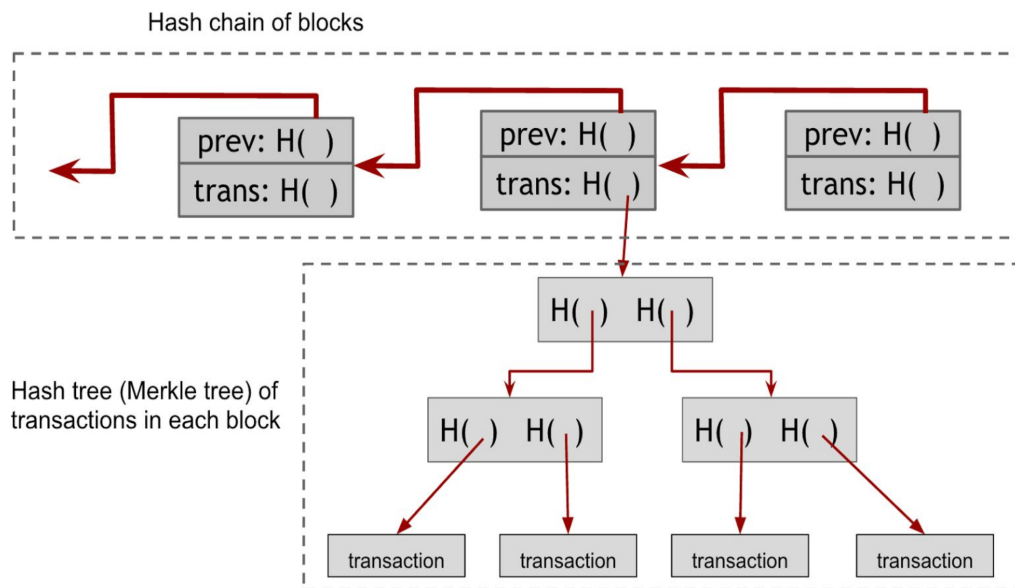 Hash chain of blocks
prev: H( )
prev: H( )
prev: H( )
trans: H( )
trans: H( )
trans: H( )
H( ) H( )
Hash tree (Merkle tree) of
transactions in each block
H( ) H( )
H( ) H( )
transaction
transaction
transaction
transaction